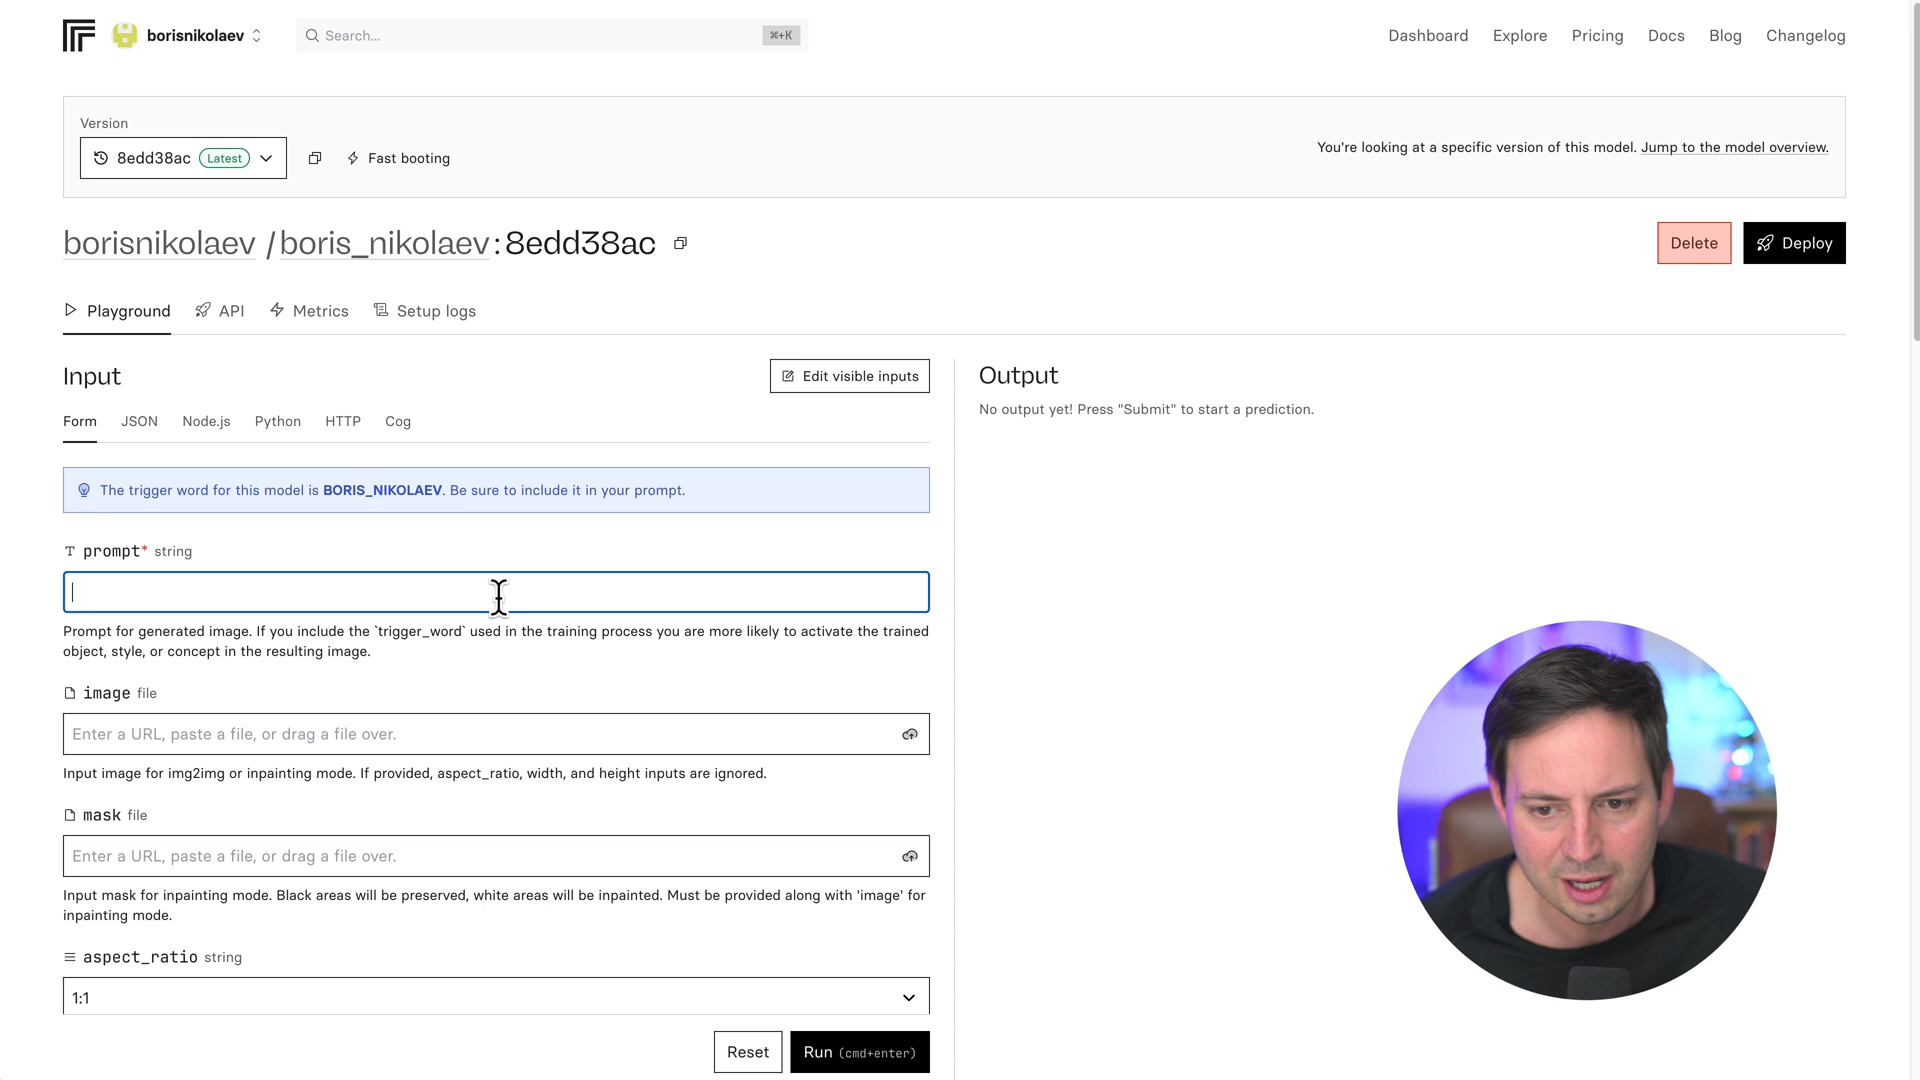 borisnikolaev
Search...
⌘+K
Dashboard
Explore
Pricing
Docs
Blog
Changelog
Version
8edd38ac
Latest
Fast booting
You're looking at a specific version of this model. Jump to the model overview.
borisnikolaev / boris_nikolaev : 8edd38ac
Delete
Deploy
Playground
API
Metrics
Setup logs
Input
Edit visible inputs
Form
JSON
Node.js
Python
HTTP
Cog
The trigger word for this model is BORIS_NIKOLAEV. Be sure to include it in your prompt.
prompt* string
Prompt for generated image. If you include the `trigger_word` used in the training process you are more likely to activate the trained
object, style, or concept in the resulting image.
image file
Enter a URL, paste a file, or drag a file over.
Input image for img2img or inpainting mode. If provided, aspect_ratio, width, and height inputs are ignored.
mask file
Enter a URL, paste a file, or drag a file over.
Input mask for inpainting mode. Black areas will be preserved, white areas will be inpainted. Must be provided along with 'image' for
inpainting mode.
aspect_ratio string
1:1
Reset
Run (cmd+enter)
Output
No output yet! Press "Submit" to start a prediction.